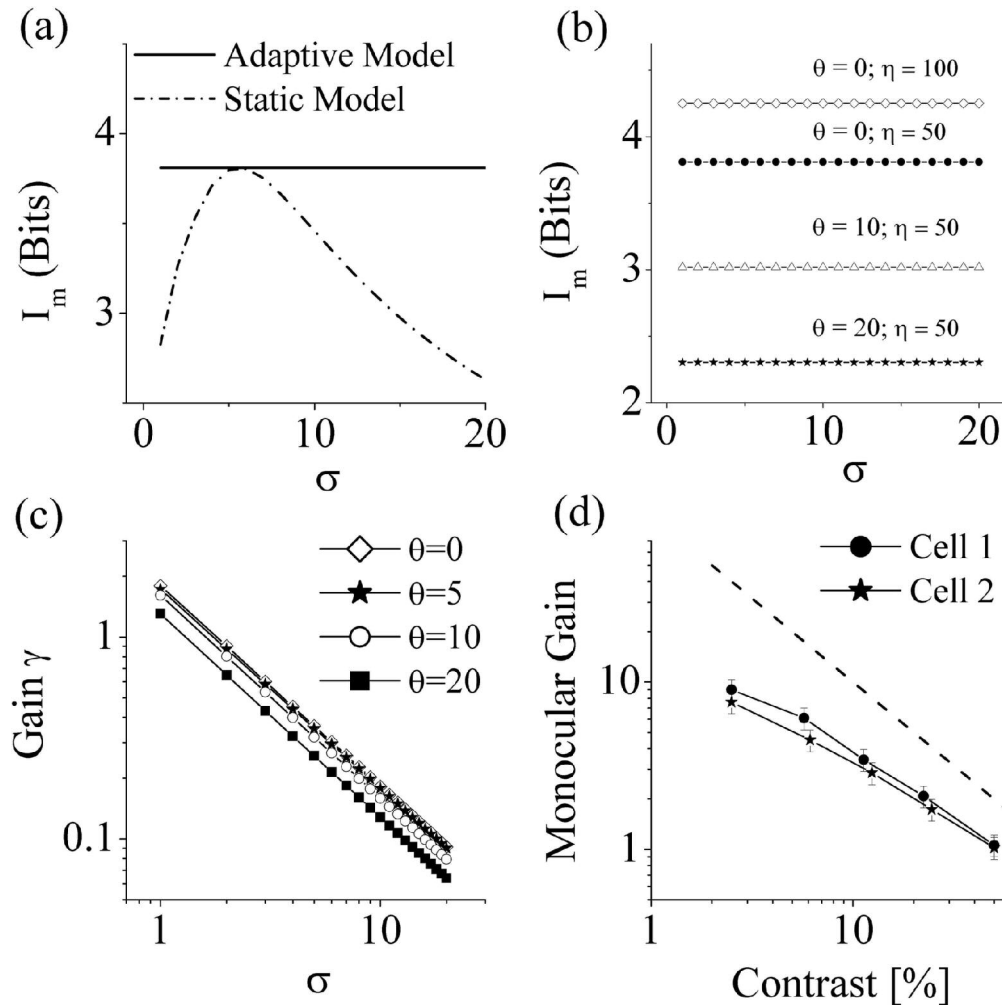 (a)
Adaptive Model
Static Model
I_m (Bits)
4
3
0
10
20
σ
(b)
θ = 0; η = 100
θ = 0; η = 50
θ = 10; η = 50
θ = 20; η = 50
I_m (Bits)
4
3
2
0
10
20
σ
(c)
θ=0
θ=5
θ=10
θ=20
Gain γ
1
0.1
1
10
σ
(d)
Cell 1
Cell 2
Monocular Gain
10
1
1
10
Contrast [%]